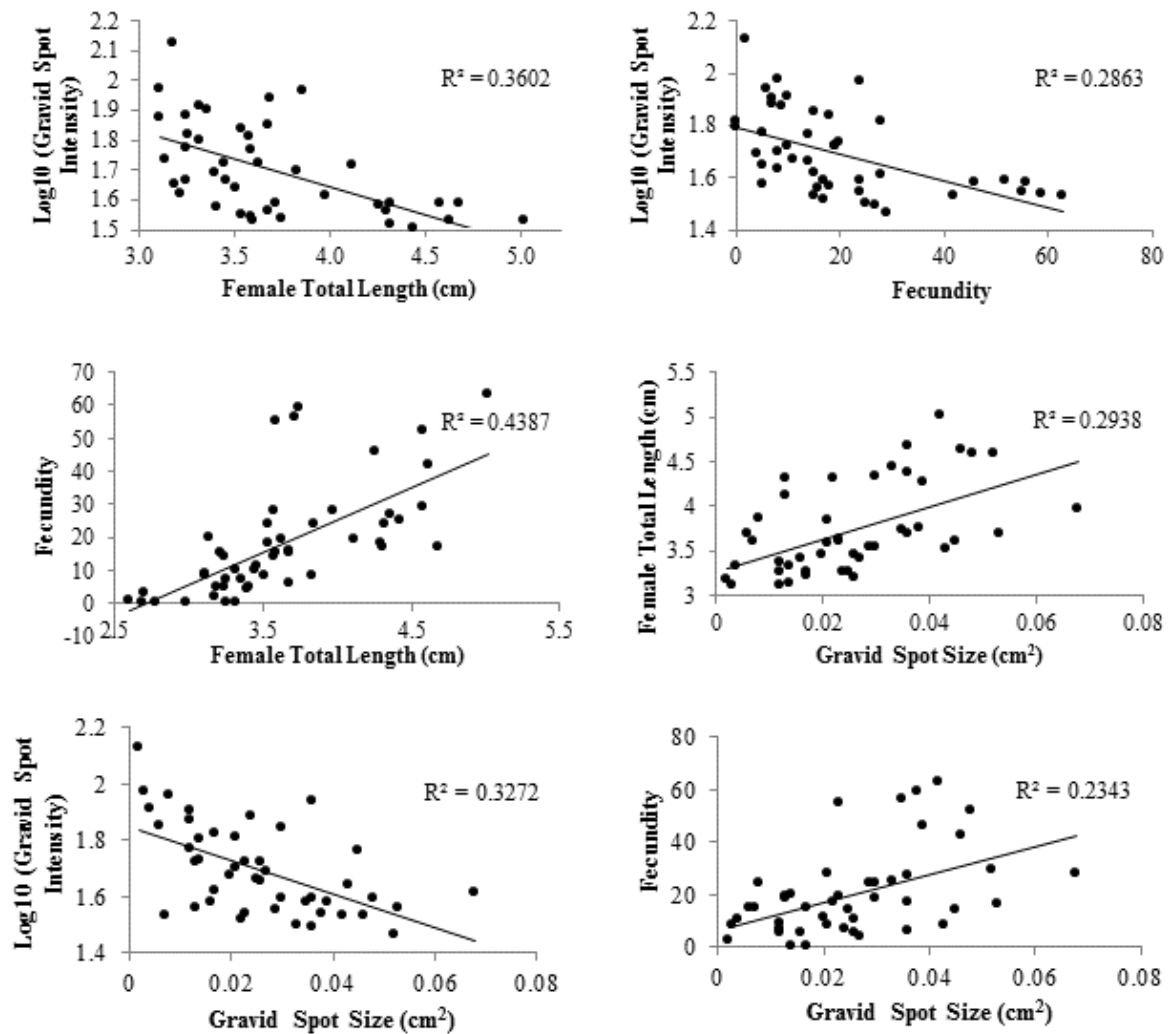 2.2
2.1
2
1.9
1.8
1.7
1.6
1.5
3.0 3.5 4.0 4.5 5.0
Log10 (Gravid Spot
Intensity)
Female Total Length (cm)
R² = 0.3602
2.2
2
1.8
1.6
1.4
0 20 40 60 80
Log10 (Gravid Spot
Intensity)
Fecundity
R² = 0.2863
70
60
50
40
30
20
10
0
-10
2.5 3.5 4.5 5.5
Fecundity
Female Total Length (cm)
R² = 0.4387
5.5
5
4.5
4
3.5
3
0 0.02 0.04 0.06 0.08
Female Total Length (cm)
Gravid Spot Size (cm²)
R² = 0.2938
2.2
2
1.8
1.6
1.4
0 0.02 0.04 0.06 0.08
Log10 (Gravid Spot
Intensity)
Gravid Spot Size (cm²)
R² = 0.3272
80
60
40
20
0
0 0.02 0.04 0.06 0.08
Fecundity
Gravid Spot Size (cm²)
R² = 0.2343